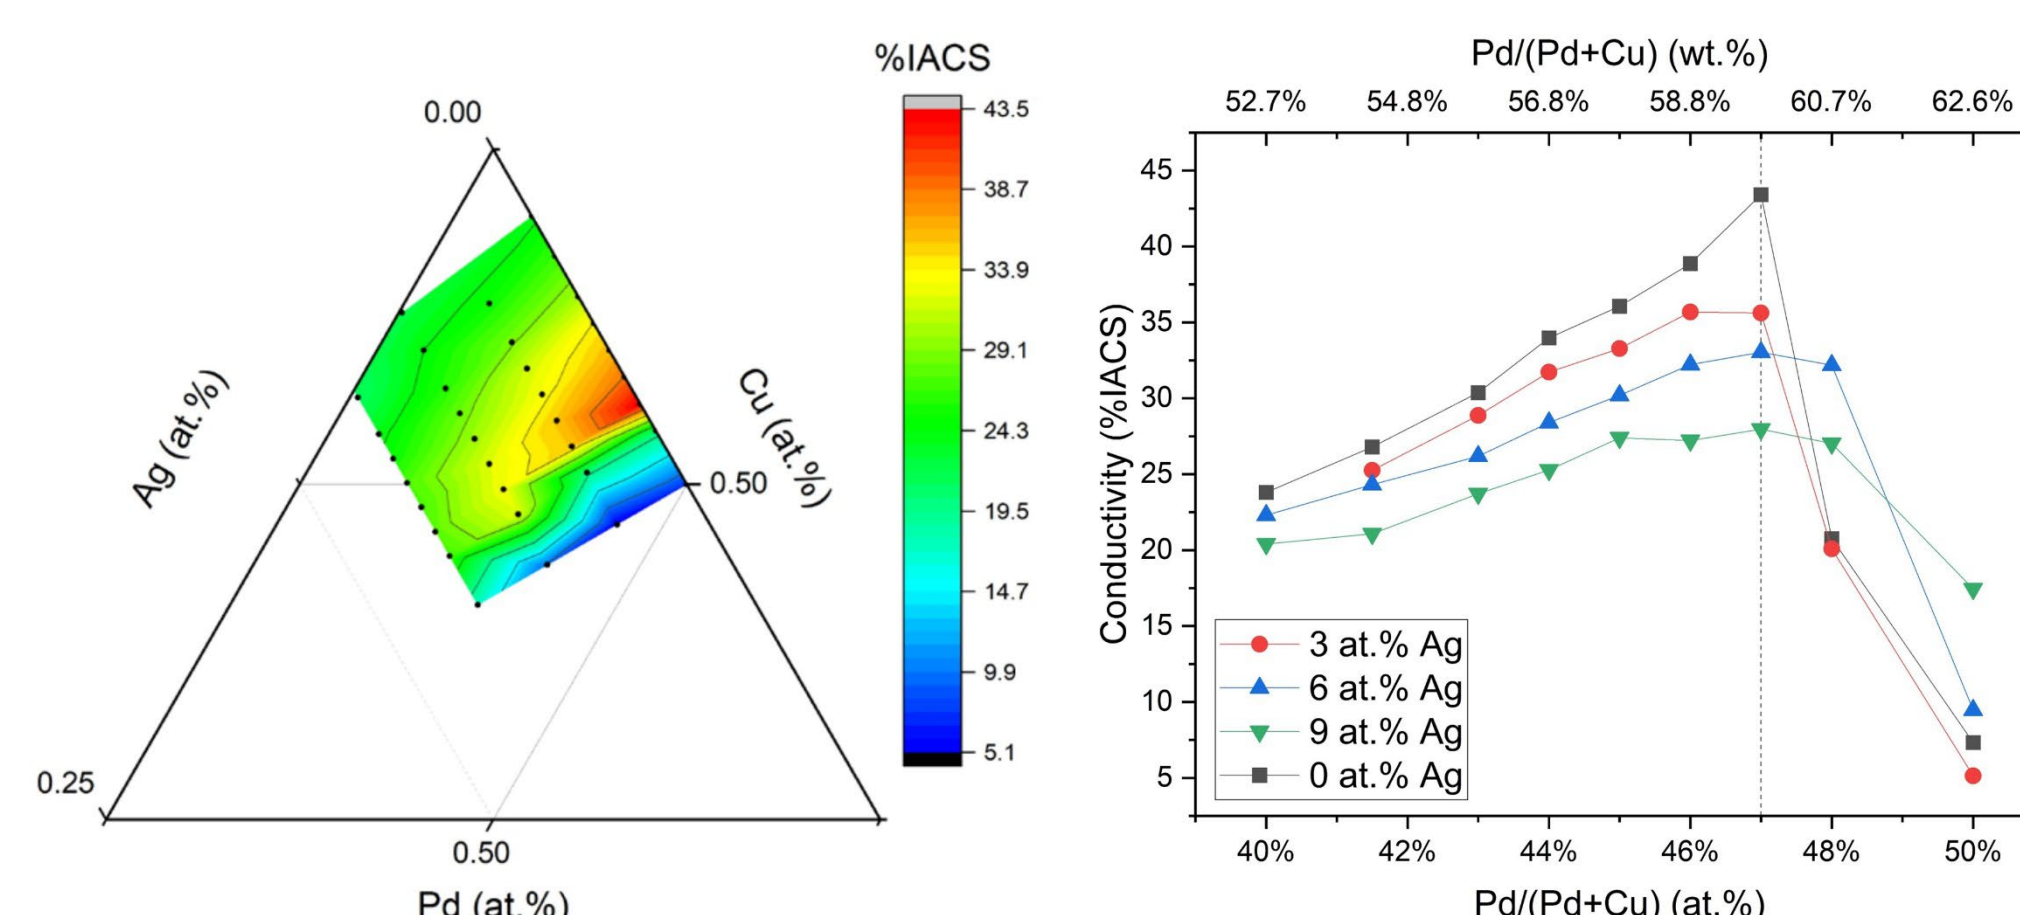 %IACS
0.00
43.5
38.7
33.9
29.1
24.3
19.5
14.7
9.9
5.1
Ag (at.%)
Cu (at.%)
0.50
0.25
0.50
Pd (at.%)
Pd/(Pd+Cu) (wt.%)
52.7% 54.8% 56.8% 58.8% 60.7% 62.6%
Conductivity (%IACS)
45
40
35
30
25
20
15
10
5
3 at.% Ag
6 at.% Ag
9 at.% Ag
0 at.% Ag
40% 42% 44% 46% 48% 50%
Pd/(Pd+Cu) (at.%)